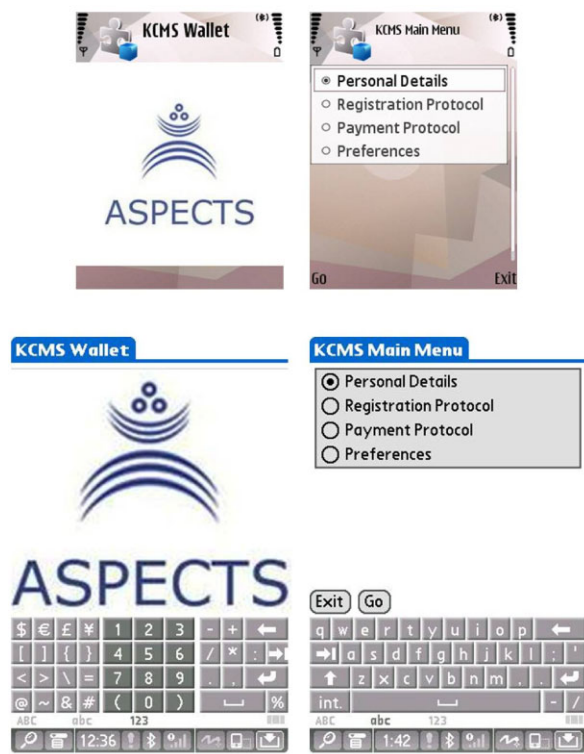 KCMS Wallet
ASPECTS
KCMS Main Menu
Personal Details
Registration Protocol
Payment Protocol
Preferences
Go Exit
KCMS Wallet
ASPECTS
$ € £ ¥ 1 2 3 - +
[ ] { } 4 5 6 / * :
< > \ = 7 8 9 . ,
@ ~ & # ( 0 ) %
ABC abc 123
12:36
KCMS Main Menu
Personal Details
Registration Protocol
Payment Protocol
Preferences
Exit Go
q w e r t y u i o p
a s d f g h j k l : '
z x c v b n m . ,
int. - /
ABC abc 123
1:42